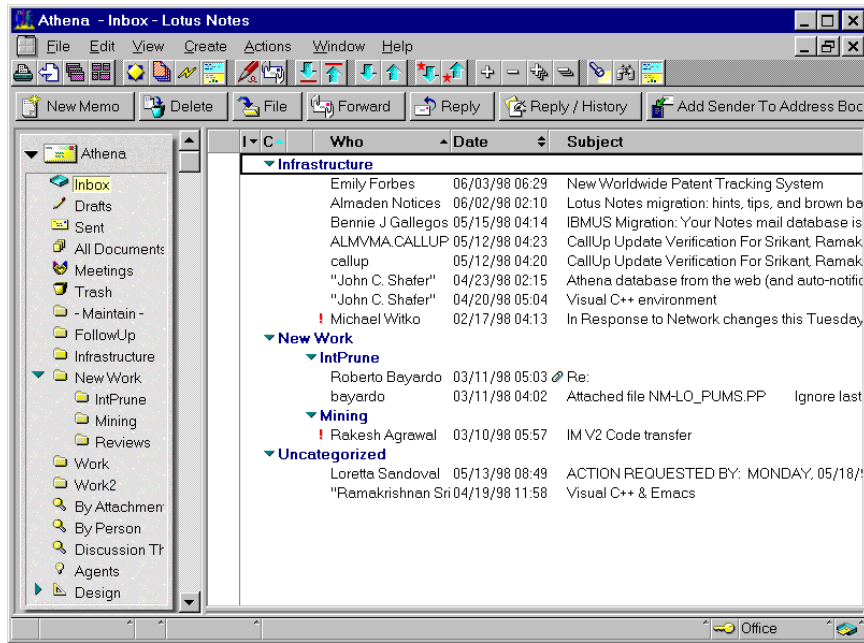 Athena - Inbox - Lotus Notes
File Edit View Create Actions Window Help
New Memo Delete File Forward Reply Reply / History Add Sender To Address Boo
Athena
Inbox
Drafts
Sent
All Documents
Meetings
Trash
- Maintain -
FollowUp
Infrastructure
New Work
IntPrune
Mining
Reviews
Work
Work2
By Attachmen
By Person
Discussion Th
Agents
Design
I C Who Date Subject
Infrastructure
Emily Forbes 06/03/98 06:29 New Worldwide Patent Tracking System
Almaden Notices 06/02/98 02:10 Lotus Notes migration: hints, tips, and brown ba
Bennie J Gallegos 05/15/98 04:14 IBMUS Migration: Your Notes mail database is
ALMVMA.CALLUP 05/12/98 04:23 CallUp Update Verification For Srikant, Ramak
callup 05/12/98 04:20 CallUp Update Verification For Srikant, Ramak
"John C. Shafer" 04/23/98 02:15 Athena database from the web (and auto-notific
"John C. Shafer" 04/20/98 05:04 Visual C++ environment
! Michael Witko 02/17/98 04:13 In Response to Network changes this Tuesday
New Work
IntPrune
Roberto Bayardo 03/11/98 05:03 Re:
bayardo 03/11/98 04:02 Attached file NM-LO_PUMS.PP Ignore last
Mining
! Rakesh Agrawal 03/10/98 05:57 IM V2 Code transfer
Uncategorized
Loretta Sandoval 05/13/98 08:49 ACTION REQUESTED BY: MONDAY, 05/18/9
"Ramakrishnan Sri 04/19/98 11:58 Visual C++ & Emacs
Office